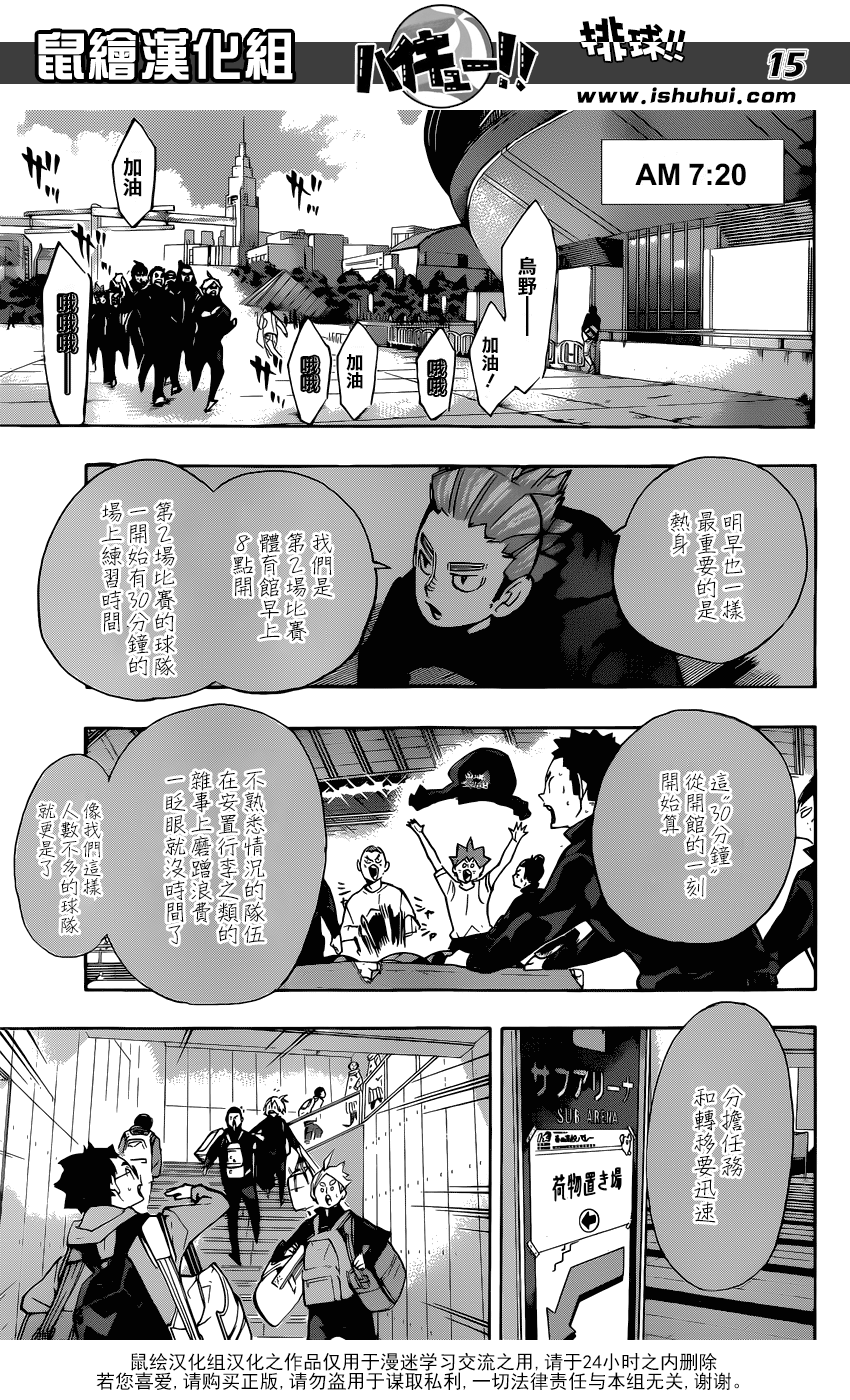 鼠繪漢化組
ハイキュー!!
排球!!
15
www.ishuhui.com
AM 7:20
烏野——
加油!
哦哦
加油
哦哦
加油
哦哦哦——
明早也一樣
最重要的是
熱身
我們是
第2場比賽
體育館早上
8點開
第2場比賽的球隊
一開始有30分鐘的
場上練習時間
這“30分鐘”
從開館的一刻
開始算
不熟悉情況的隊伍
在安置行李之類的
雜事上磨蹭浪費
一眨眼就沒時間了
像我們這樣
人數不多的球隊
就更是了
分擔任務
和轉移要迅速
サブアリーナ
SUB ARENA
荷物置き場
鼠绘汉化组汉化之作品仅用于漫迷学习交流之用, 请于24小时之内删除
若您喜爱, 请购买正版, 请勿盗用于谋取私利, 一切法律责任与本组无关, 谢谢。